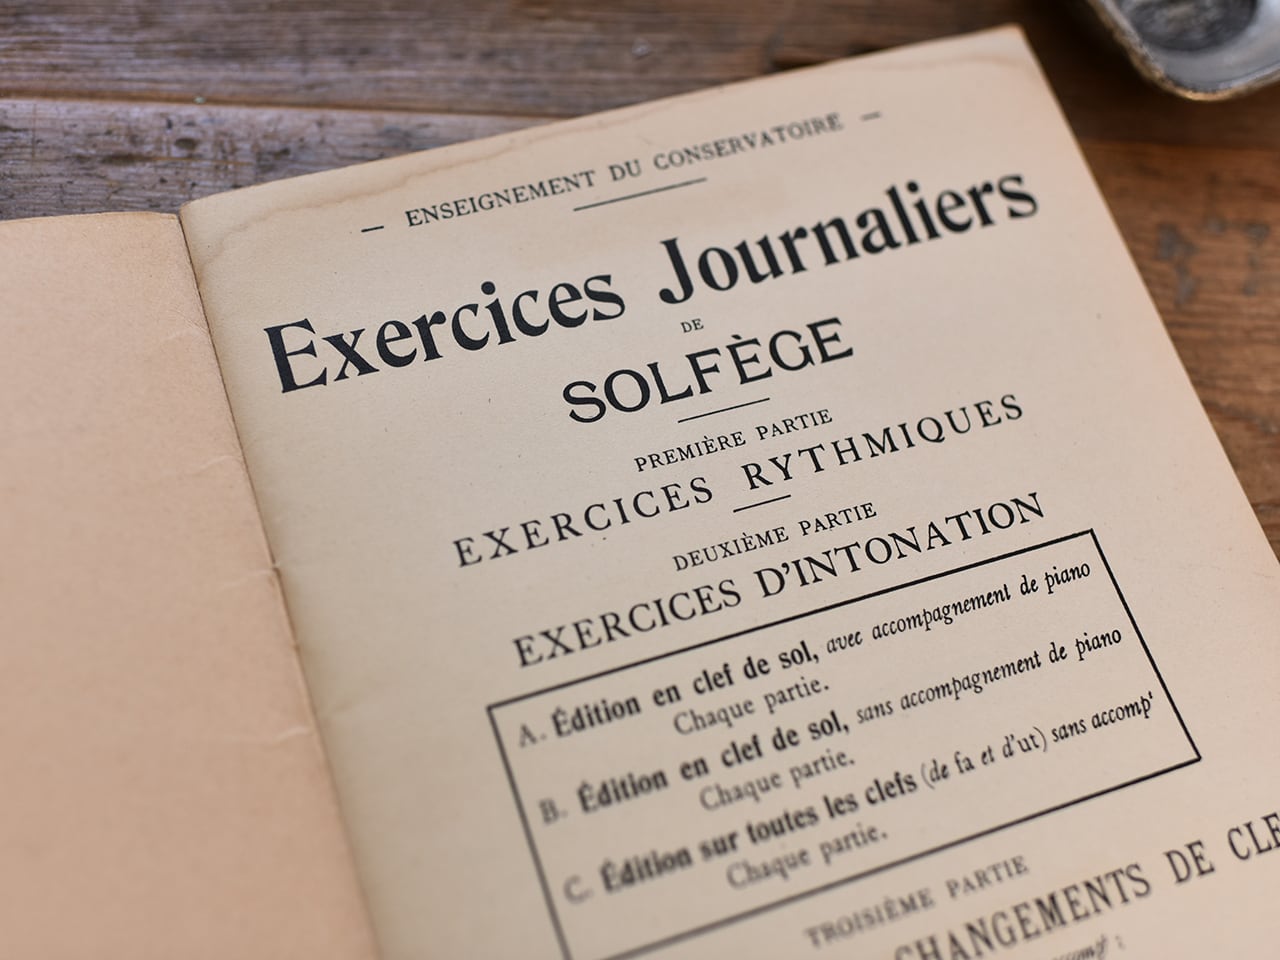 — ENSEIGNEMENT DU CONSERVATOIRE —
Exercices Journaliers
DE
SOLFÈGE
PREMIÈRE PARTIE
EXERCICES RYTHMIQUES
DEUXIÈME PARTIE
EXERCICES D'INTONATION
A. Édition en clef de sol, avec accompagnement de piano
Chaque partie.
B. Édition en clef de sol, sans accompagnement de piano
Chaque partie.
C. Édition sur toutes les clefs (de fa et d'ut) sans accompt
Chaque partie.
TROISIÈME PARTIE
CHANGEMENTS DE CLE